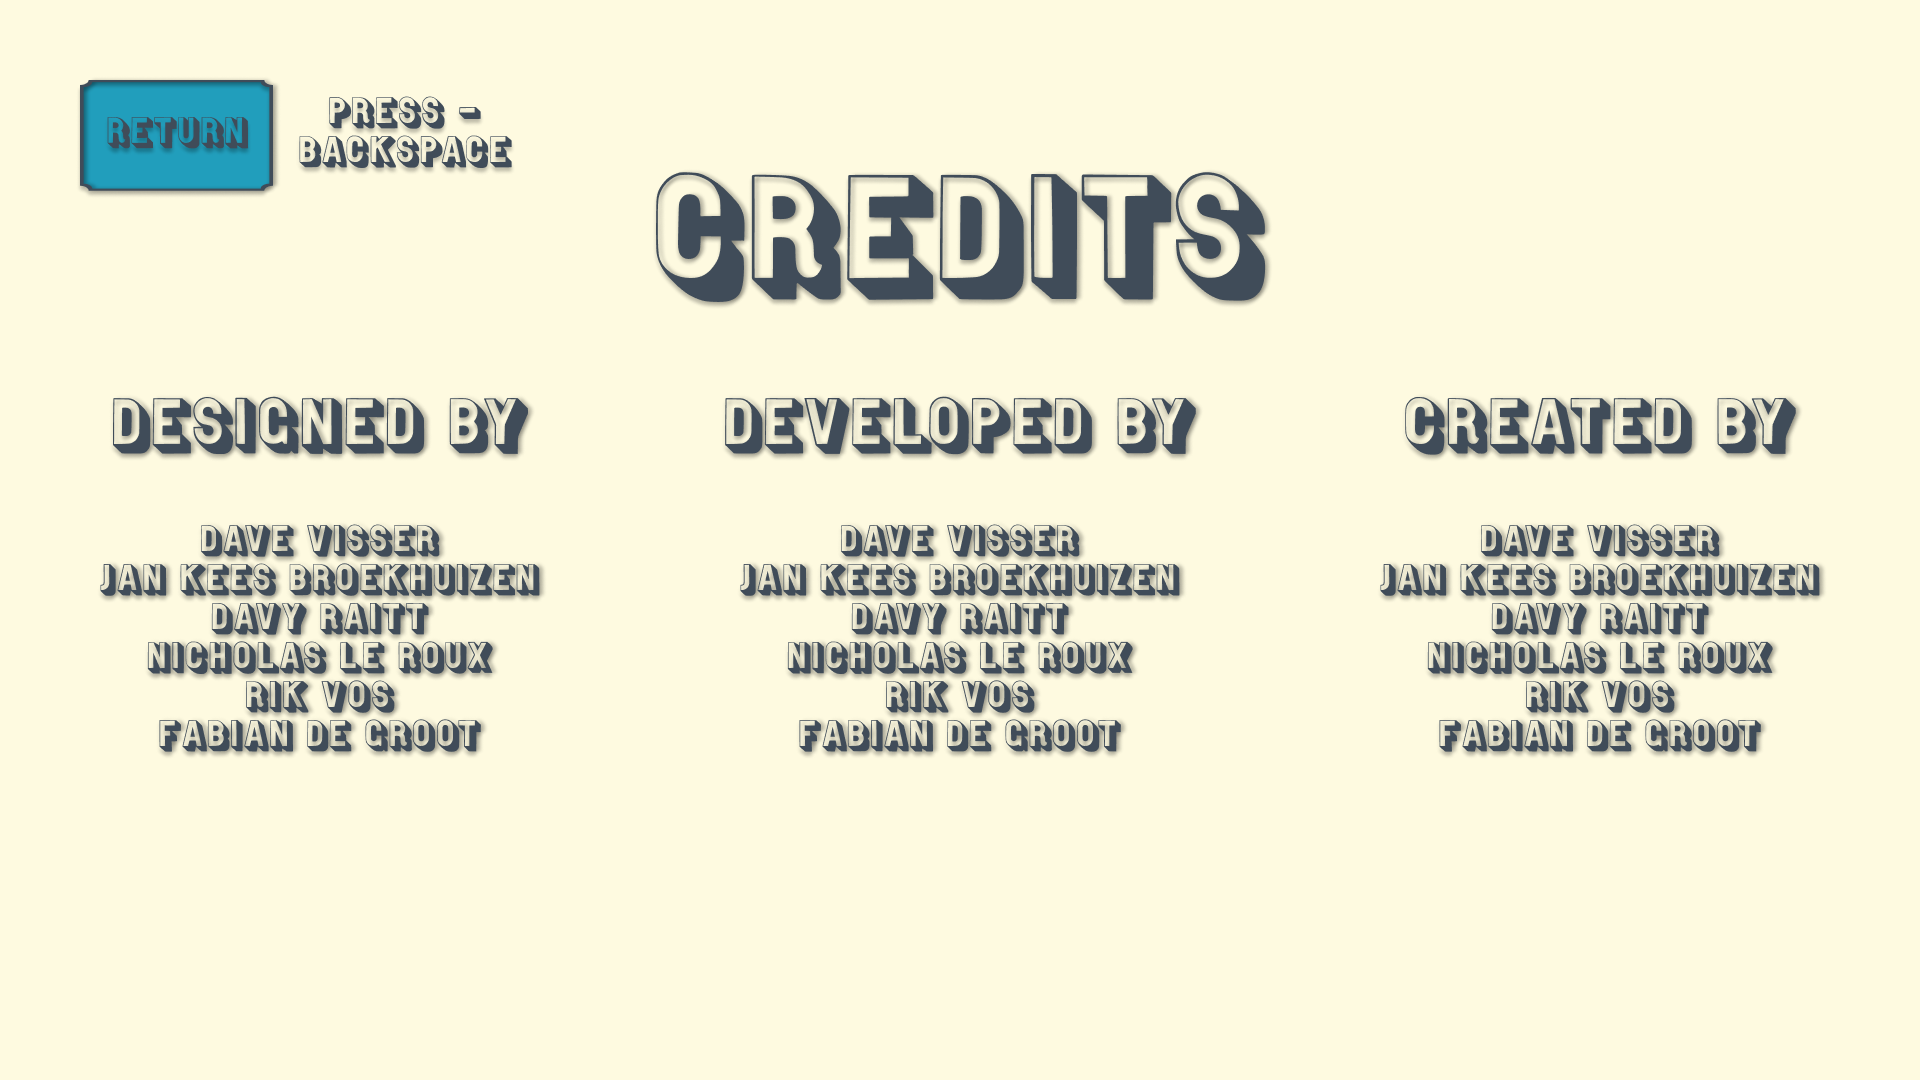 RETURN
PRESS -
BACKSPACE
CREDITS
DESIGNED BY
DAVE VISSER
JAN KEES BROEKHUIZEN
DAVY RAITT
NICHOLAS LE ROUX
RIK VOS
FABIAN DE GROOT
DEVELOPED BY
DAVE VISSER
JAN KEES BROEKHUIZEN
DAVY RAITT
NICHOLAS LE ROUX
RIK VOS
FABIAN DE GROOT
CREATED BY
DAVE VISSER
JAN KEES BROEKHUIZEN
DAVY RAITT
NICHOLAS LE ROUX
RIK VOS
FABIAN DE GROOT